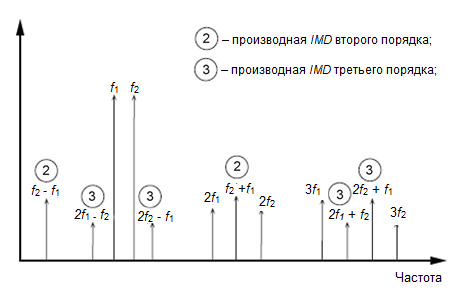 2 – производная IMD второго порядка;
3 – производная IMD третьего порядка;
f1 f2
2 2 3
f2 - f1 f2 +f1 3f1 3 2f2 + f1
3 3 2f1 2f2 2f1 + f2 3f2
2f1 - f2 2f2 - f1
Частота